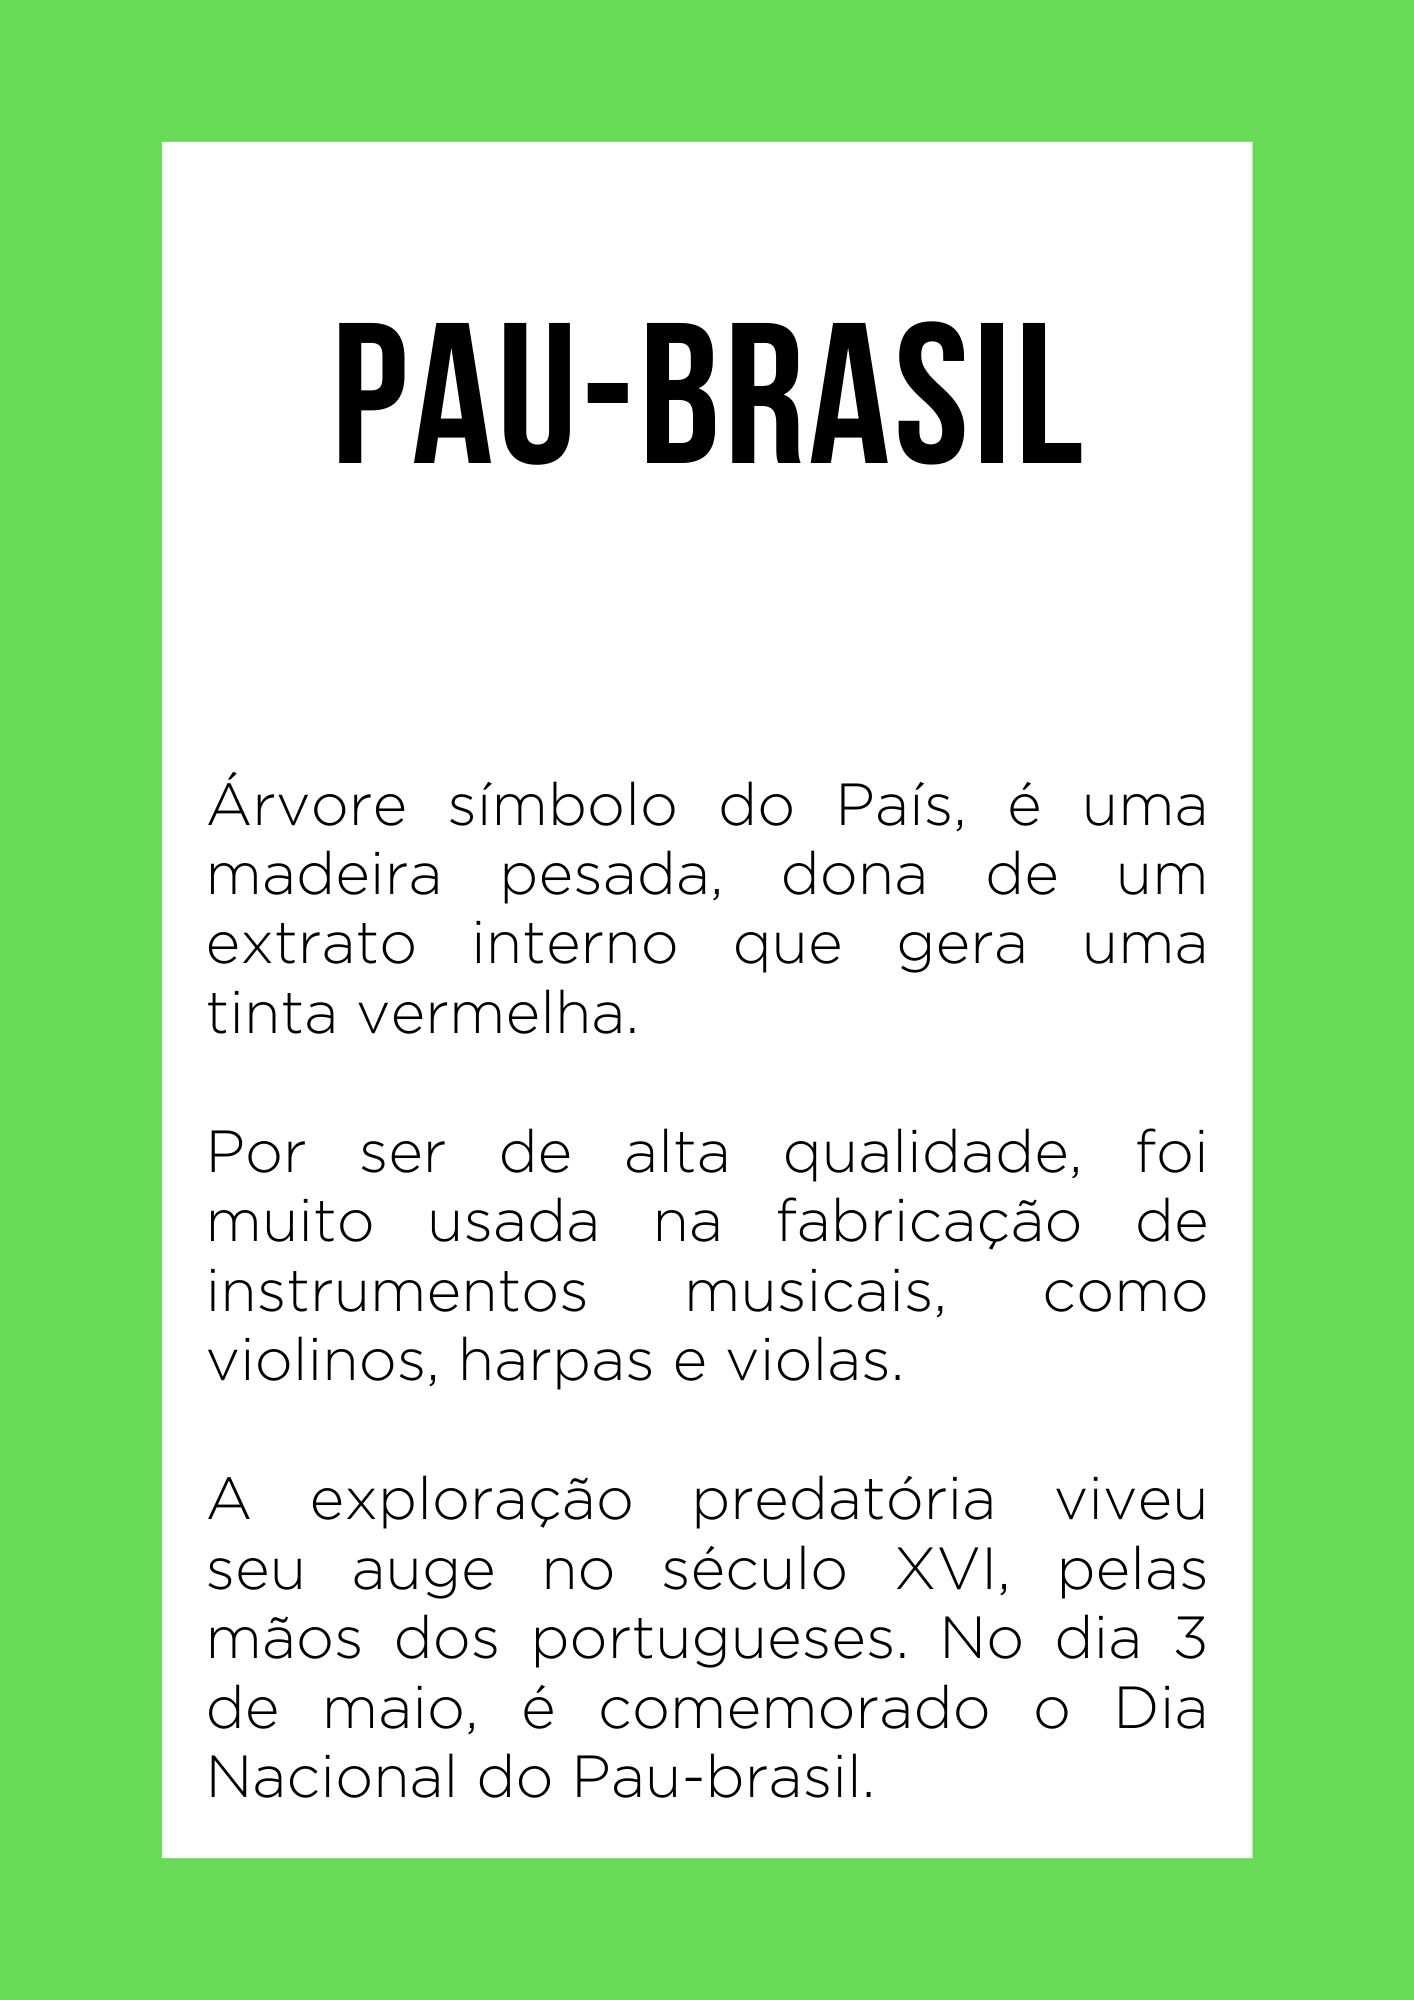 PAU-BRASIL
Árvore símbolo do País, é uma
madeira pesada, dona de um
extrato interno que gera uma
tinta vermelha.
Por ser de alta qualidade, foi
muito usada na fabricação de
instrumentos musicais, como
violinos, harpas e violas.
A exploração predatória viveu
seu auge no século XVI, pelas
mãos dos portugueses. No dia 3
de maio, é comemorado o Dia
Nacional do Pau-brasil.